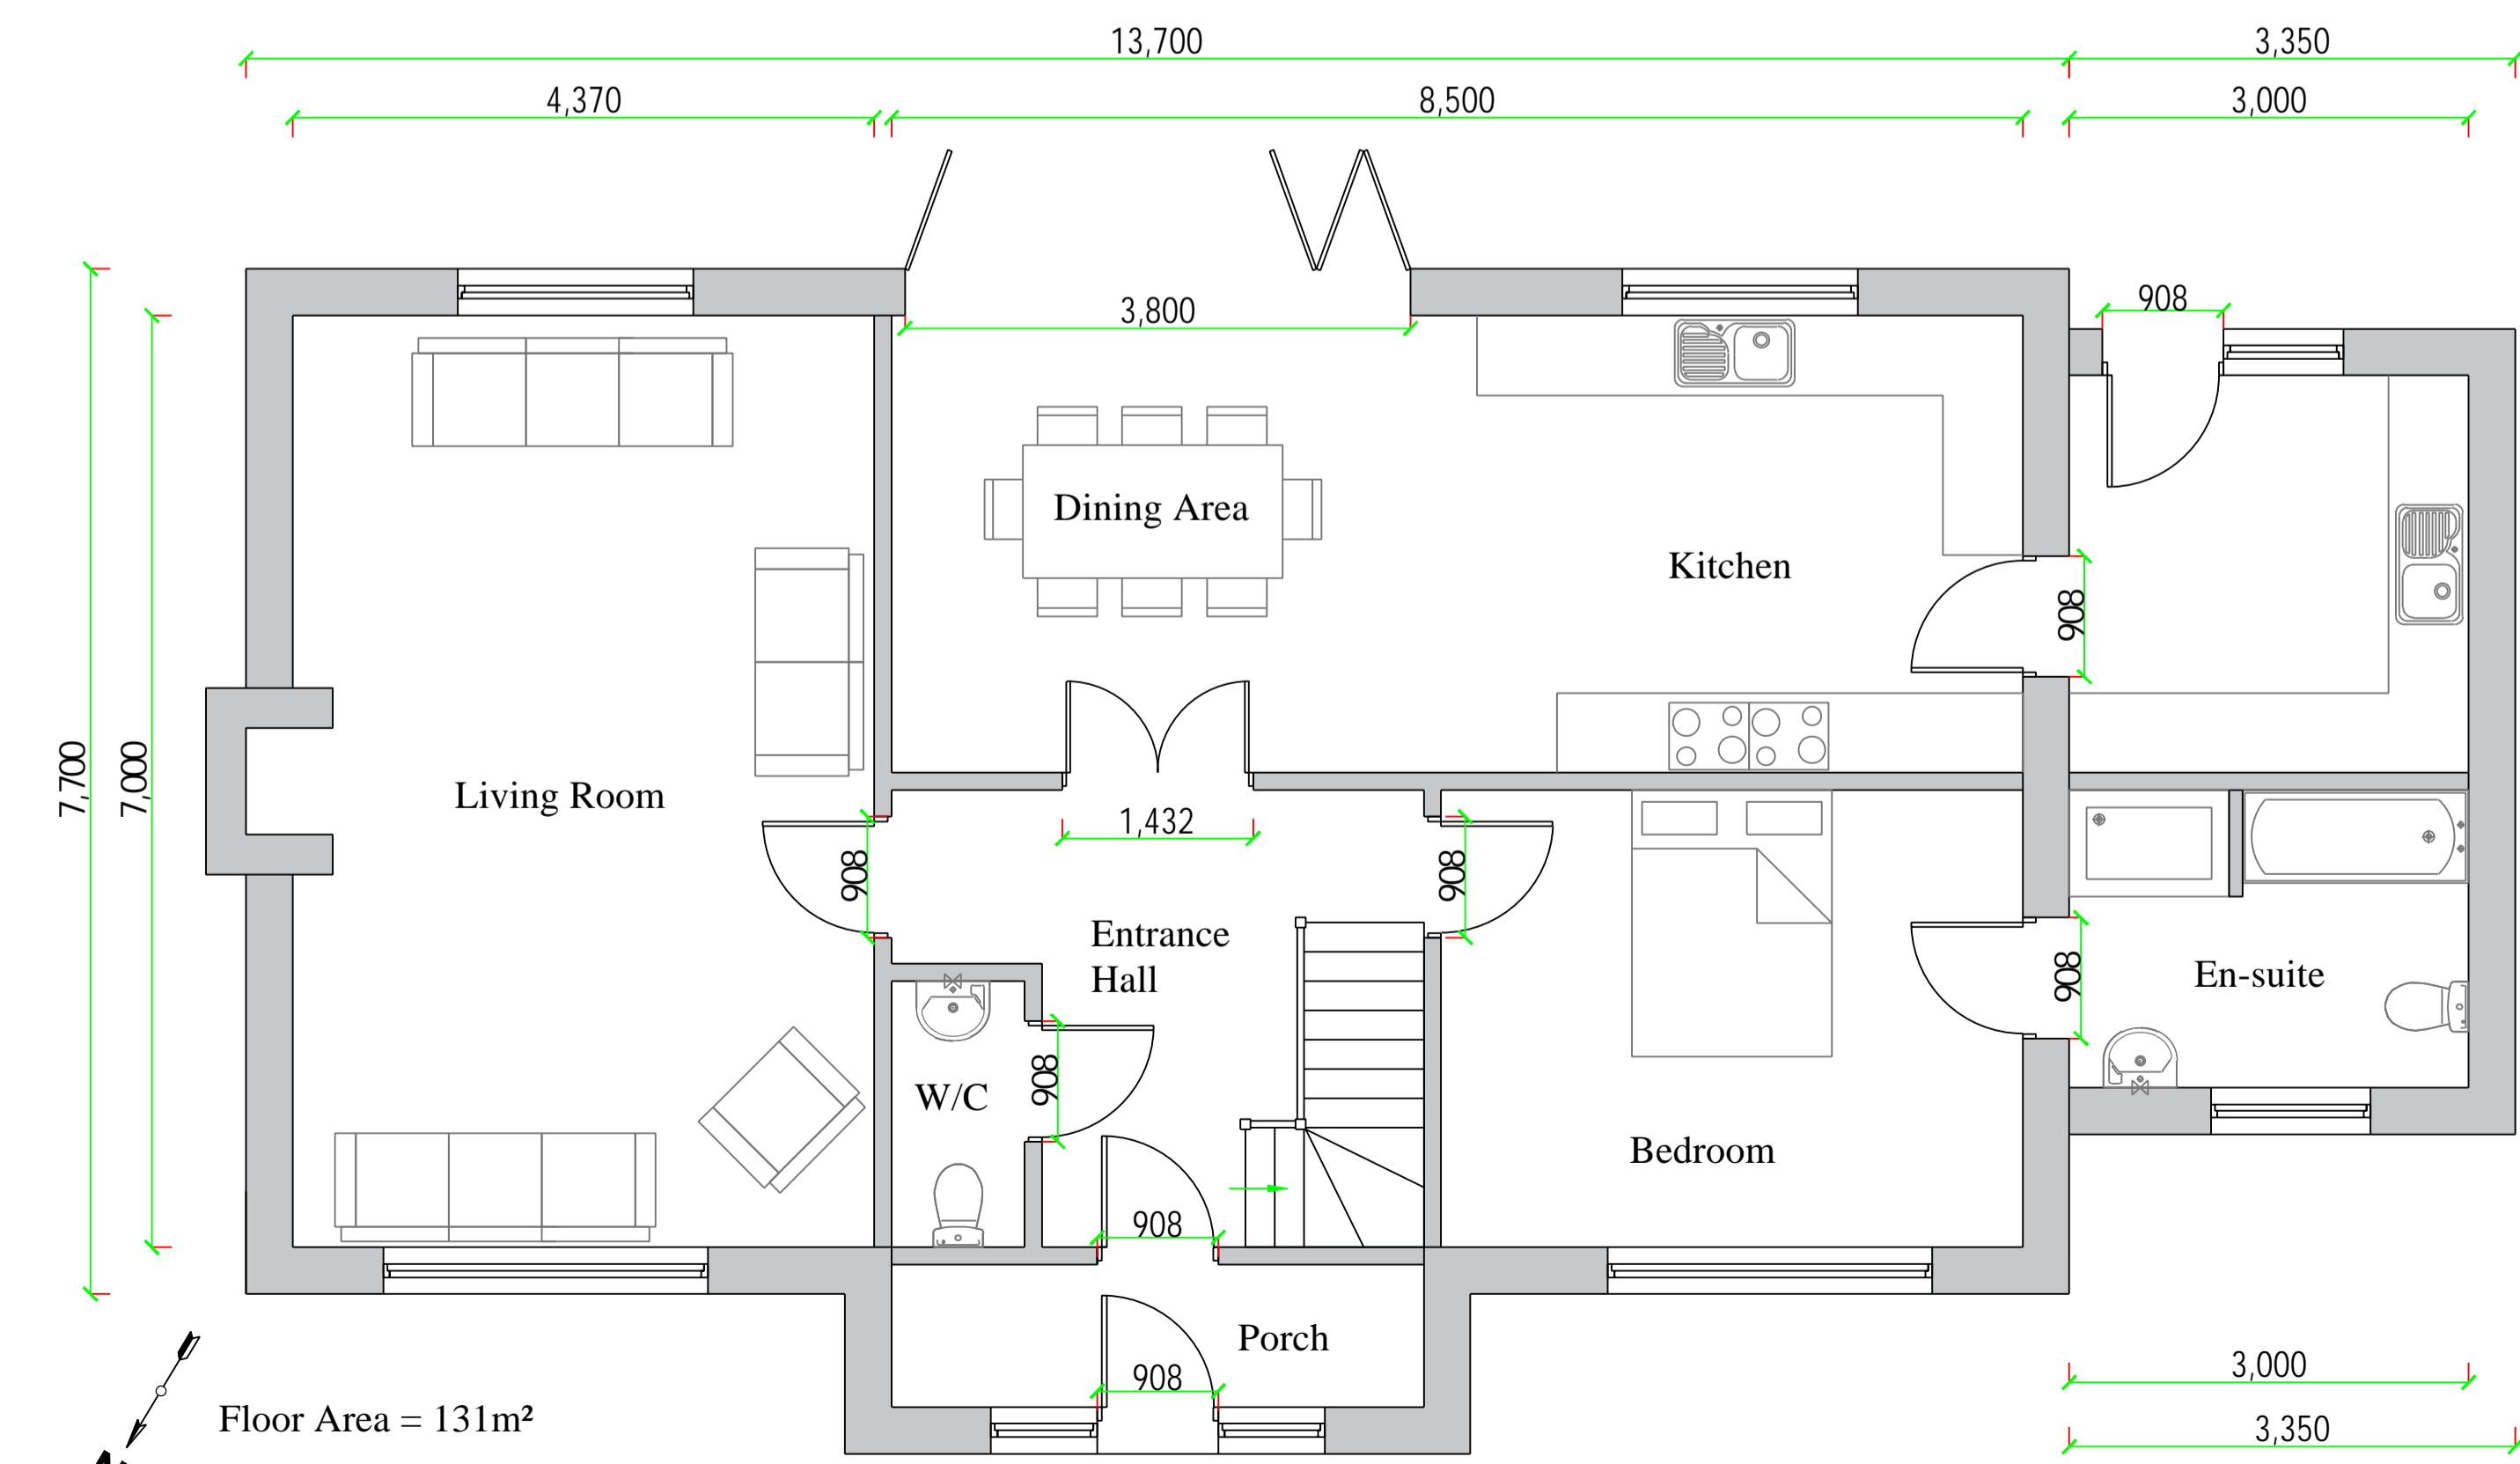 13,700
3,350
4,370
8,500
3,000
3,800
908
Dining Area
Kitchen
908
7,700
7,000
Living Room
1,432
908
908
Entrance
Hall
908
En-suite
W/C
908
Bedroom
908
Porch
908
3,000
Floor Area = 131m²
3,350